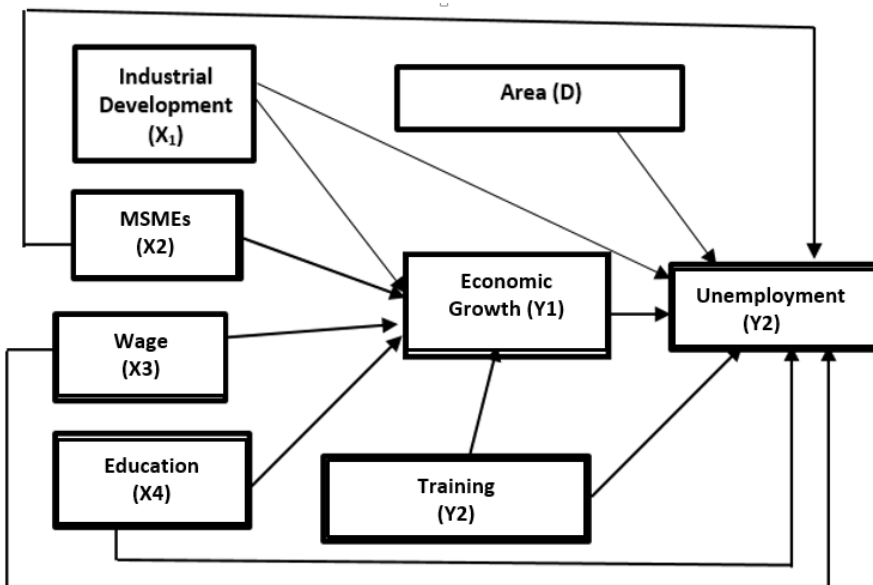 Industrial
Development
(X₁)
Area (D)
MSMEs
(X2)
Economic
Growth (Y1)
Unemployment
(Y2)
Wage
(X3)
Education
(X4)
Training
(Y2)